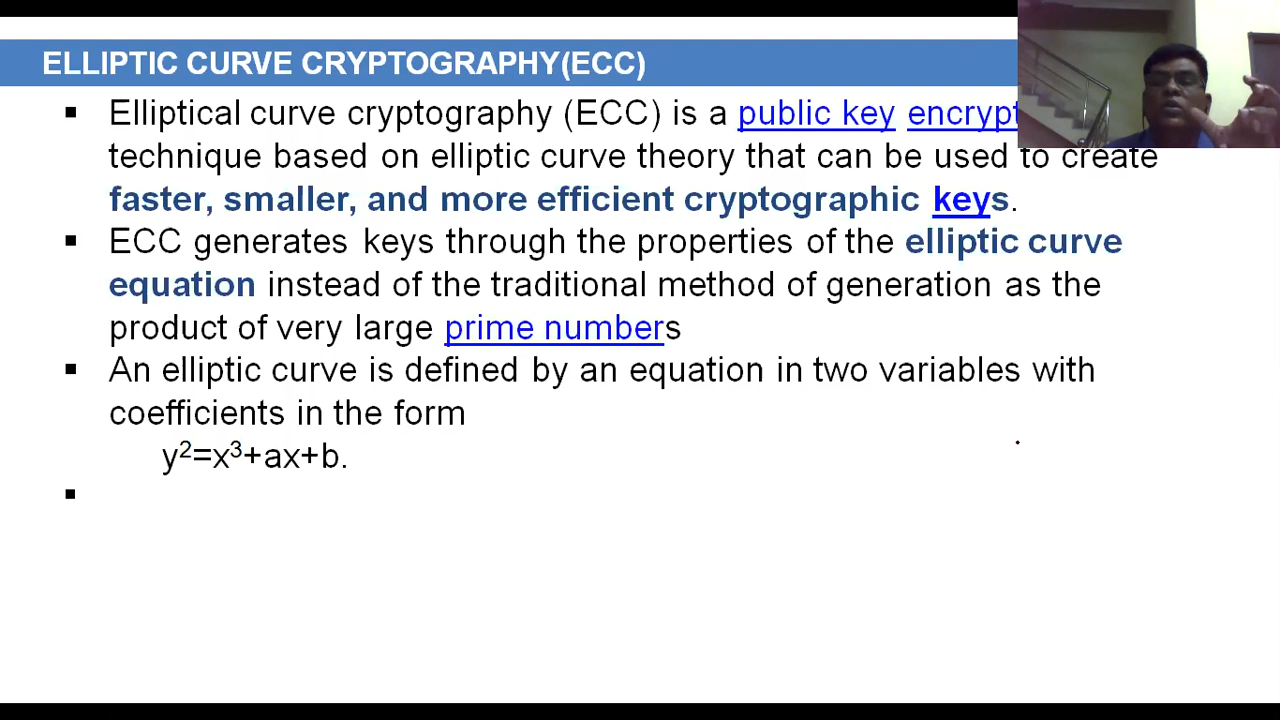 ELLIPTIC CURVE CRYPTOGRAPHY(ECC)
▪ Elliptical curve cryptography (ECC) is a public key encrypt
technique based on elliptic curve theory that can be used to create
faster, smaller, and more efficient cryptographic keys.
▪ ECC generates keys through the properties of the elliptic curve
equation instead of the traditional method of generation as the
product of very large prime numbers
▪ An elliptic curve is defined by an equation in two variables with
coefficients in the form
y²=x³+ax+b.
▪